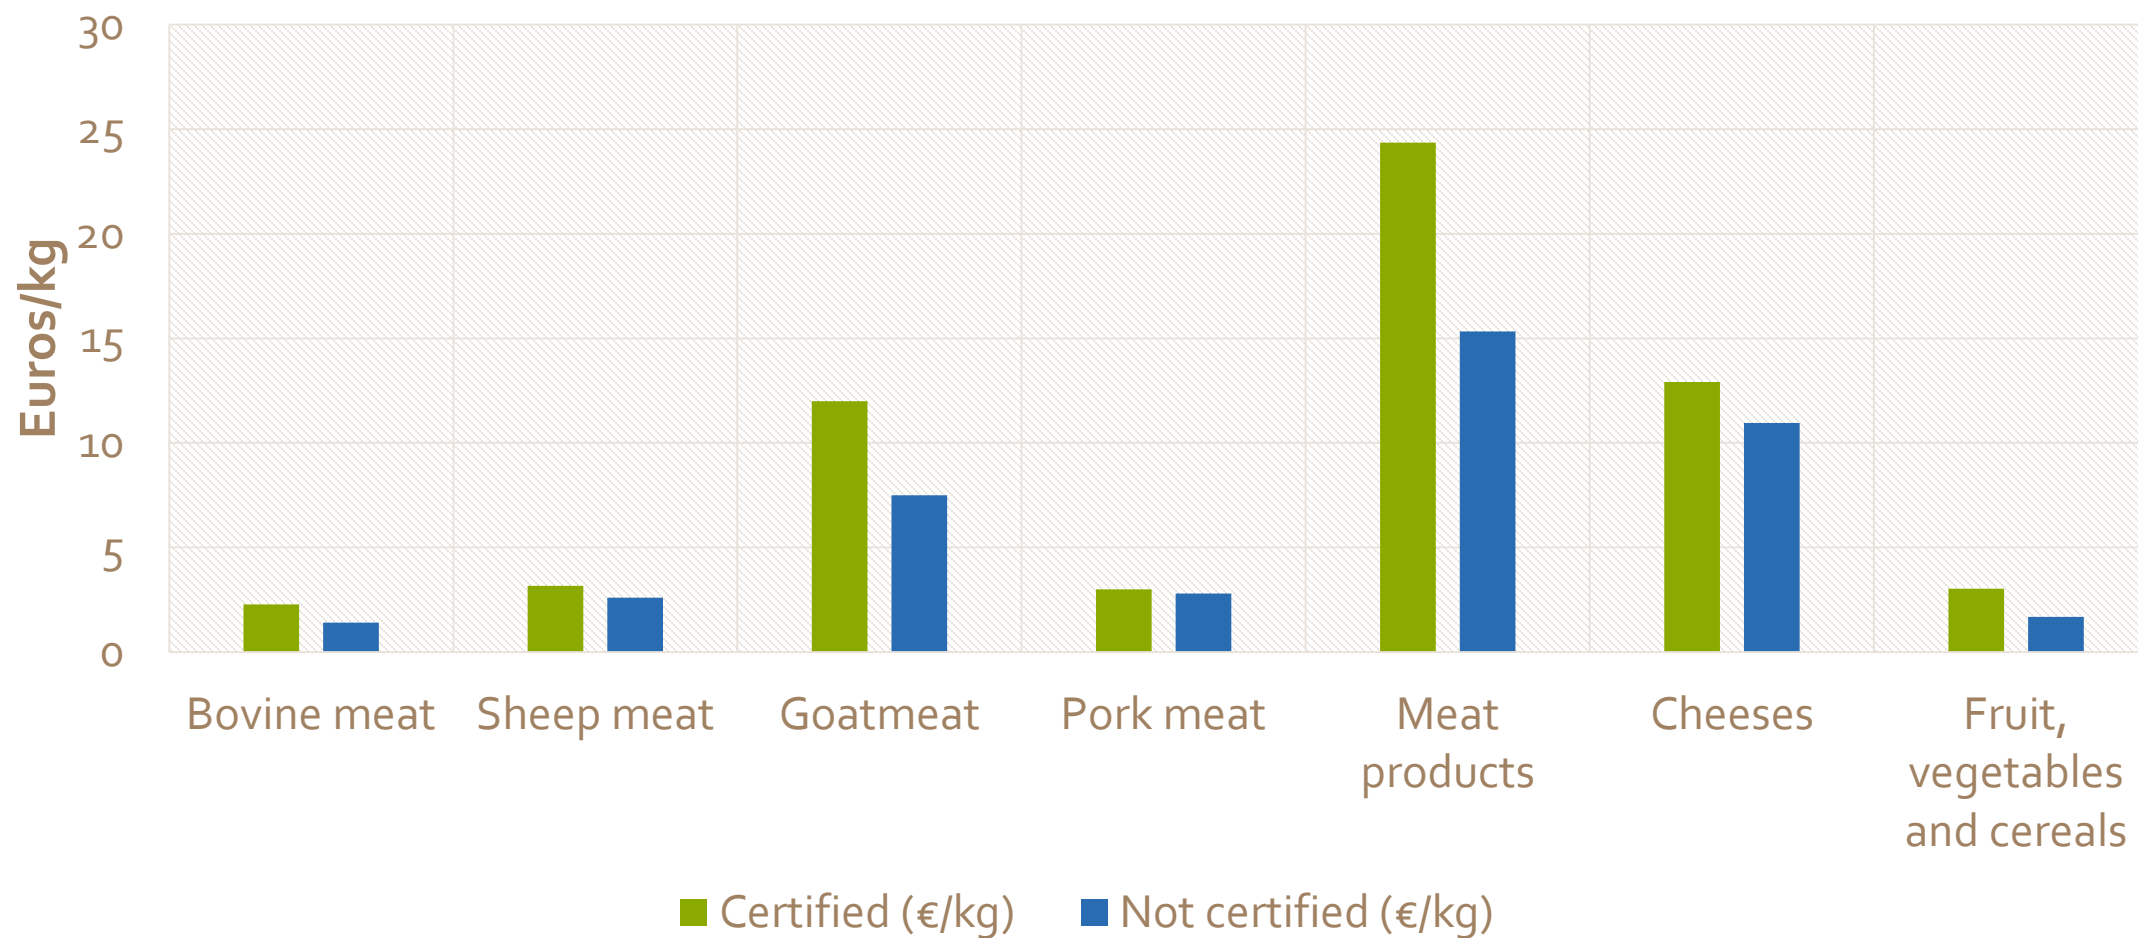 30
25
20
15
10
5
0
Euros/kg
Bovine meat
Sheep meat
Goatmeat
Pork meat
Meat
products
Cheeses
Fruit,
vegetables
and cereals
Certified (€/kg)
Not certified (€/kg)